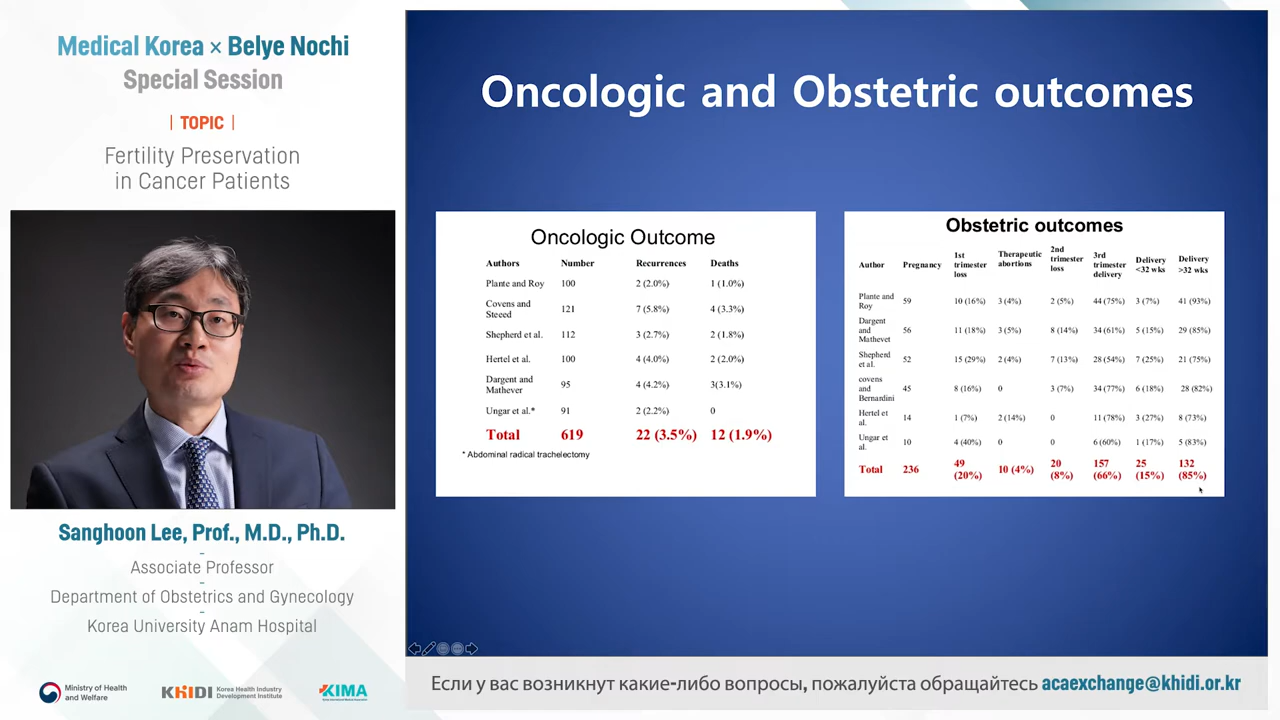 Medical Korea × Belye Nochi
Special Session
| TOPIC |
Fertility Preservation
in Cancer Patients
Sanghoon Lee, Prof., M.D., Ph.D.
-
Associate Professor
-
Department of Obstetrics and Gynecology
-
Korea University Anam Hospital
Ministry of Health
and Welfare
KHIDI Korea Health Industry
Development Institute
KIMA
Oncologic and Obstetric outcomes
Oncologic Outcome
Authors Number Recurrences Deaths
Plante and Roy 100 2 (2.0%) 1 (1.0%)
Covens and
Steeed 121 7 (5.8%) 4 (3.3%)
Shepherd et al. 112 3 (2.7%) 2 (1.8%)
Hertel et al. 100 4 (4.0%) 2 (2.0%)
Dargent and
Mathever 95 4 (4.2%) 3(3.1%)
Ungar et al.* 91 2 (2.2%) 0
Total 619 22 (3.5%) 12 (1.9%)
* Abdominal radical trachelectomy
Obstetric outcomes
Author Pregnancy 1st trimester loss Therapeutic abortions 2nd trimester loss 3rd trimester delivery Delivery <32 wks Delivery >32 wks
Plante and Roy 59 10 (16%) 3 (4%) 2 (5%) 44 (75%) 3 (7%) 41 (93%)
Dargent and Mathevet 56 11 (18%) 3 (5%) 8 (14%) 34 (61%) 5 (15%) 29 (85%)
Shepherd et al. 52 15 (29%) 2 (4%) 7 (13%) 28 (54%) 7 (25%) 21 (75%)
covens and Bernardini 45 8 (16%) 0 3 (7%) 34 (77%) 6 (18%) 28 (82%)
Hertel et al. 14 1 (7%) 2 (14%) 0 11 (78%) 3 (27%) 8 (73%)
Ungar et al. 10 4 (40%) 0 0 6 (60%) 1 (17%) 5 (83%)
Total 236 49 (20%) 10 (4%) 20 (8%) 157 (66%) 25 (15%) 132 (85%)
Если у вас возникнут какие-либо вопросы, пожалуйста обращайтесь acaexchange@khidi.or.kr